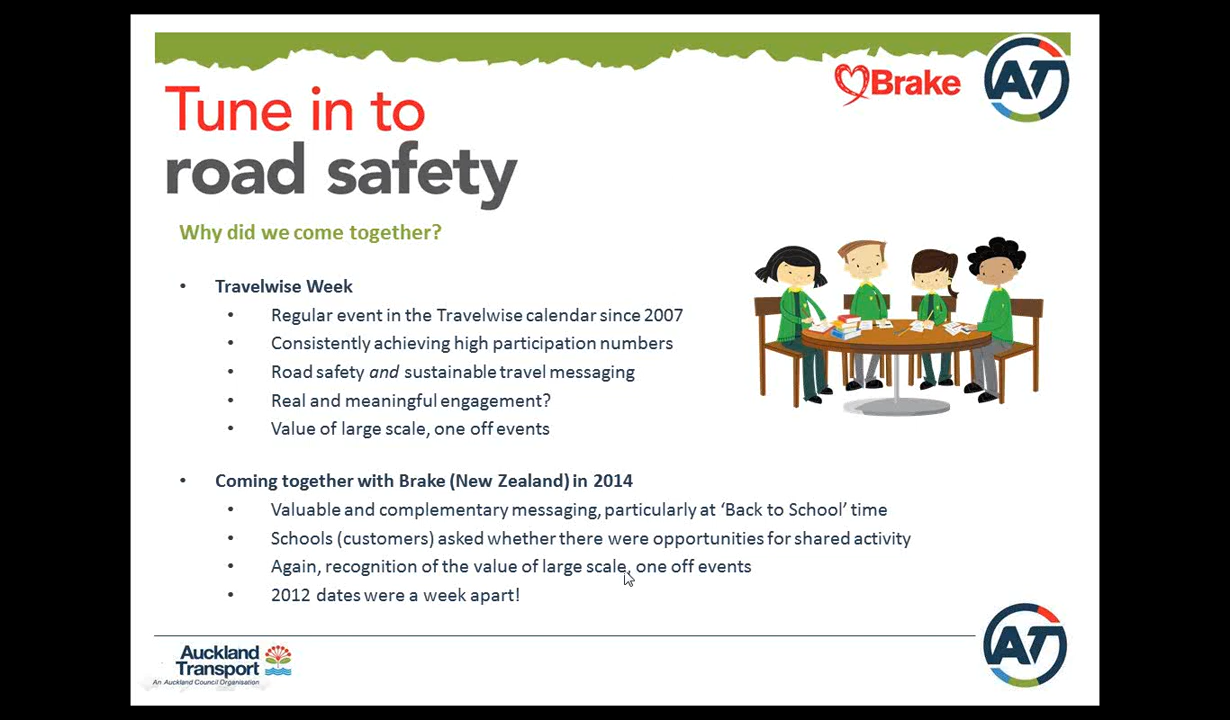 Brake
AT
Tune in to
road safety
Why did we come together?
• Travelwise Week
• Regular event in the Travelwise calendar since 2007
• Consistently achieving high participation numbers
• Road safety and sustainable travel messaging
• Real and meaningful engagement?
• Value of large scale, one off events
• Coming together with Brake (New Zealand) in 2014
• Valuable and complementary messaging, particularly at ‘Back to School’ time
• Schools (customers) asked whether there were opportunities for shared activity
• Again, recognition of the value of large scale, one off events
• 2012 dates were a week apart!
Auckland
Transport
An Auckland Council Organisation
AT